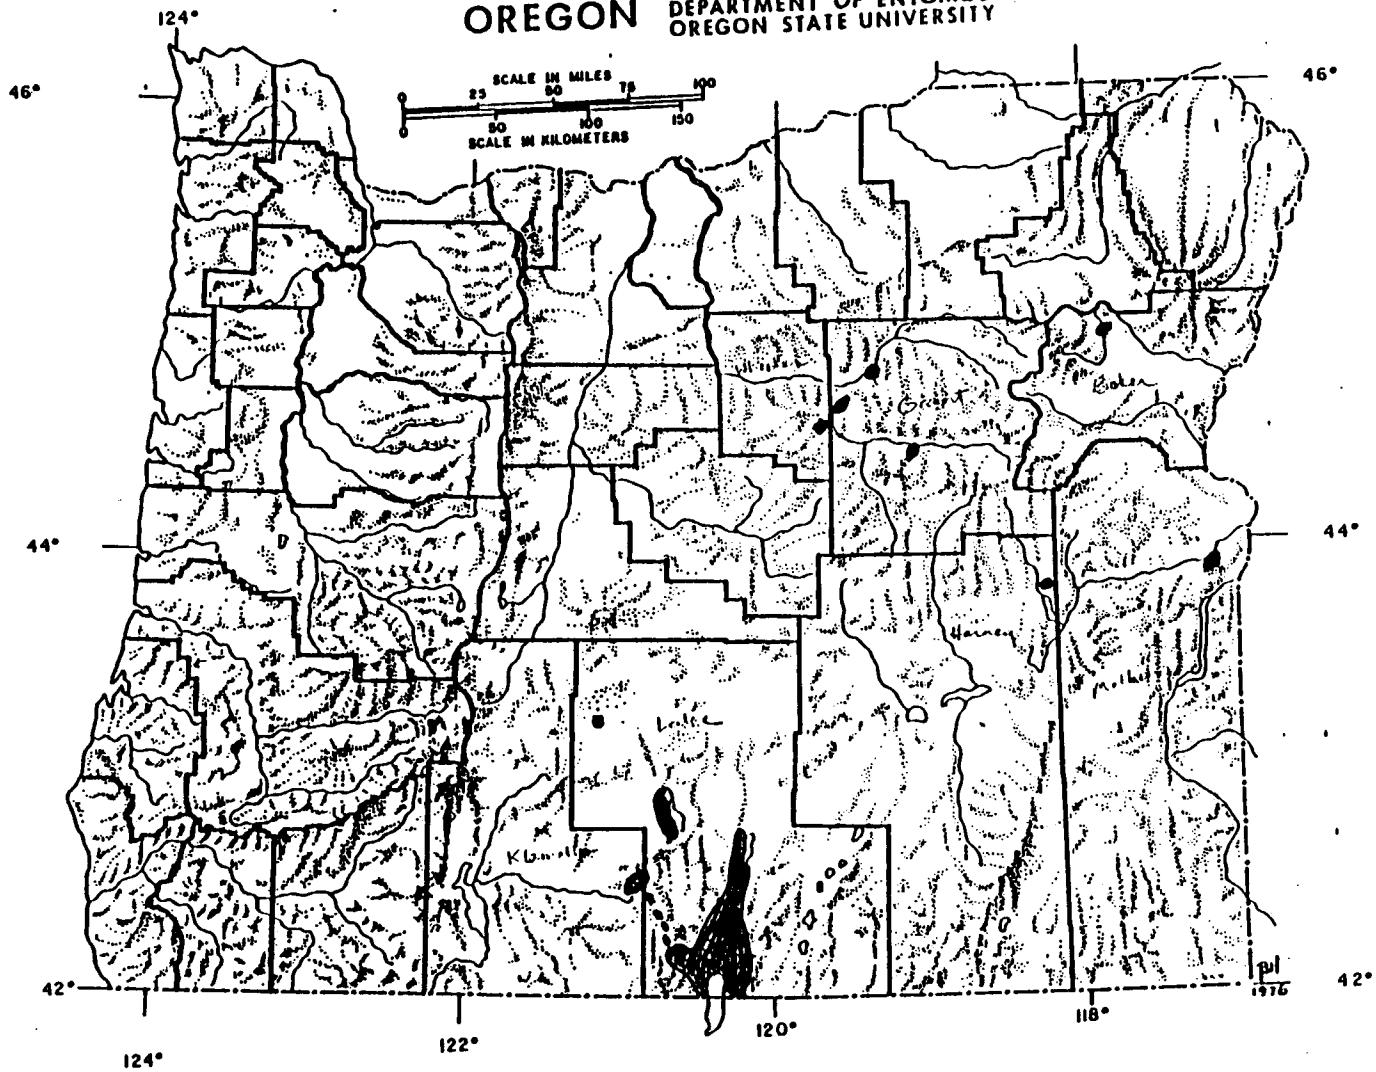 OREGON
DEPARTMENT OF
OREGON STATE UNIVERSITY
124°
46°
46°
SCALE IN MILES
0 25 50 75 100
0 50 100 150
SCALE IN KILOMETERS
Baker
Grant
44°
44°
Harney
Lake
Klamath
42°
42°
1976
124°
122°
120°
118°